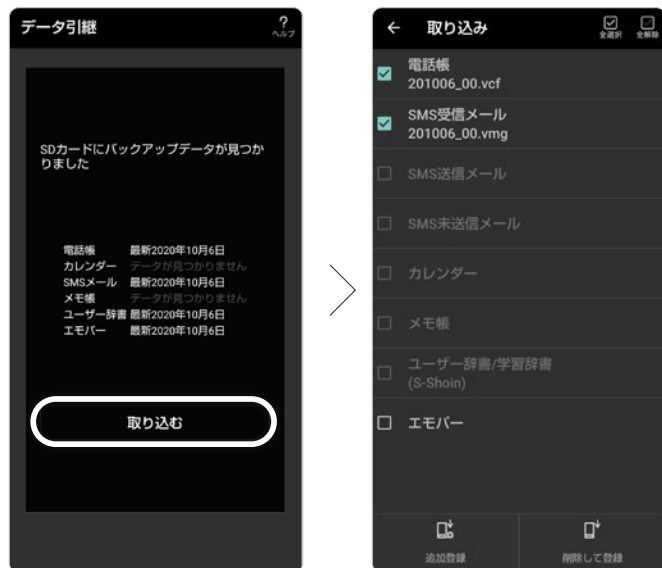 データ引継
?
ヘルプ
SDカードにバックアップデータが見つか
りました
電話帳 最新2020年10月6日
カレンダー データが見つかりません
SMSメール 最新2020年10月6日
メモ帳 データが見つかりません
ユーザー辞書 最新2020年10月6日
エモパー 最新2020年10月6日
取り込む
取り込み
全選択 全解除
電話帳
201006_00.vcf
SMS受信メール
201006_00.vmg
SMS送信メール
SMS未送信メール
カレンダー
メモ帳
ユーザー辞書/学習辞書
(S-Shoin)
エモパー
追加登録 削除して登録